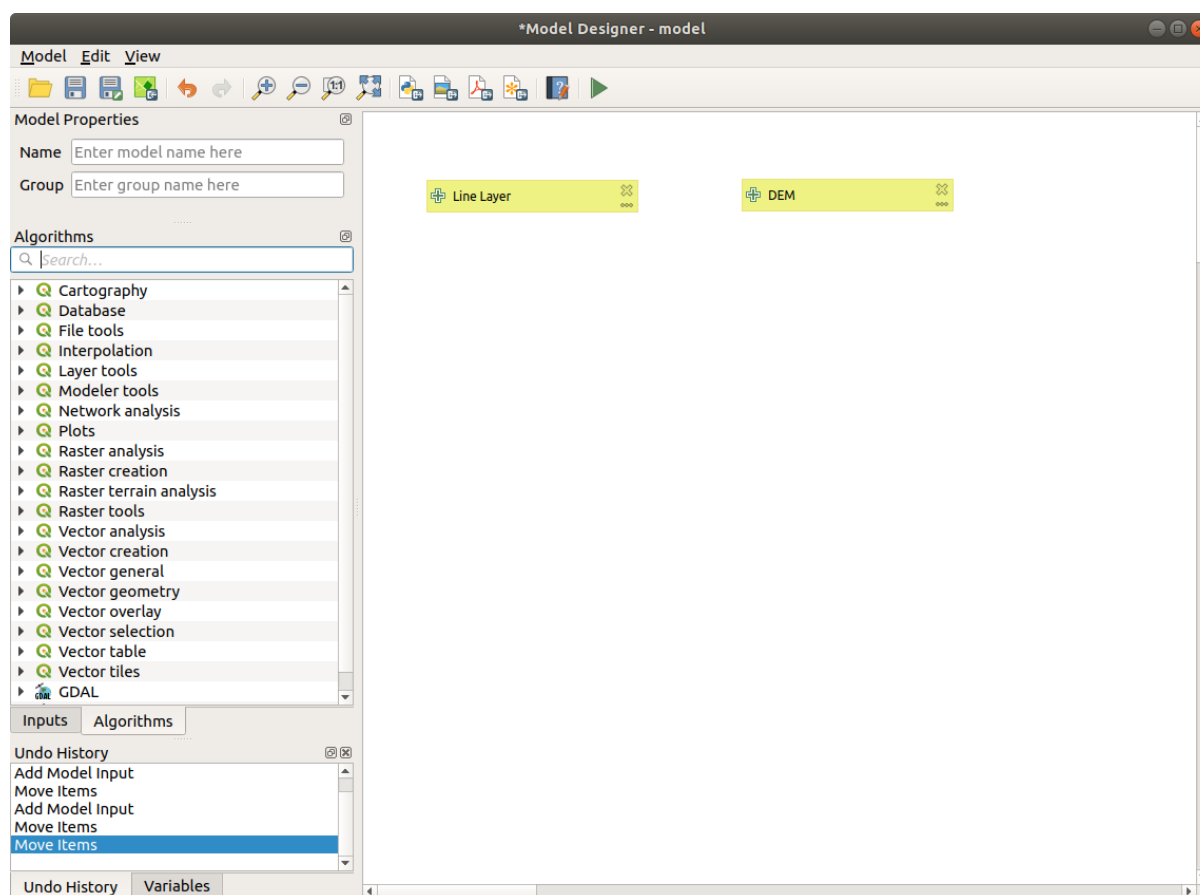 *Model Designer - model
Model Edit View
1:1
Model Properties
Name Enter model name here
Group Enter group name here
Algorithms
Search...
Cartography
Database
File tools
Interpolation
Layer tools
Modeler tools
Network analysis
Plots
Raster analysis
Raster creation
Raster terrain analysis
Raster tools
Vector analysis
Vector creation
Vector general
Vector geometry
Vector overlay
Vector selection
Vector table
Vector tiles
GDAL GDAL
Inputs Algorithms
Undo History
Add Model Input
Move Items
Add Model Input
Move Items
Move Items
Undo History Variables
Line Layer
DEM